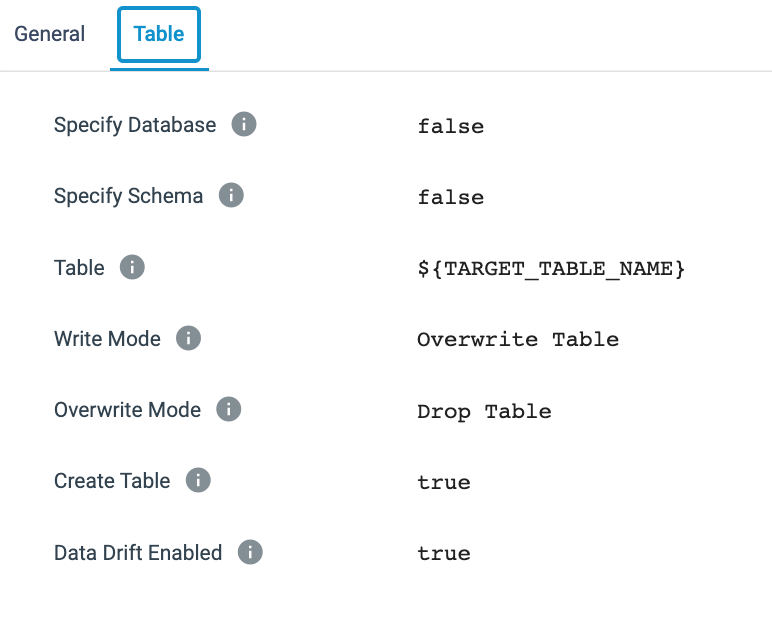 General Table
Specify Database i false
Specify Schema i false
Table i ${TARGET_TABLE_NAME}
Write Mode i Overwrite Table
Overwrite Mode i Drop Table
Create Table i true
Data Drift Enabled i true